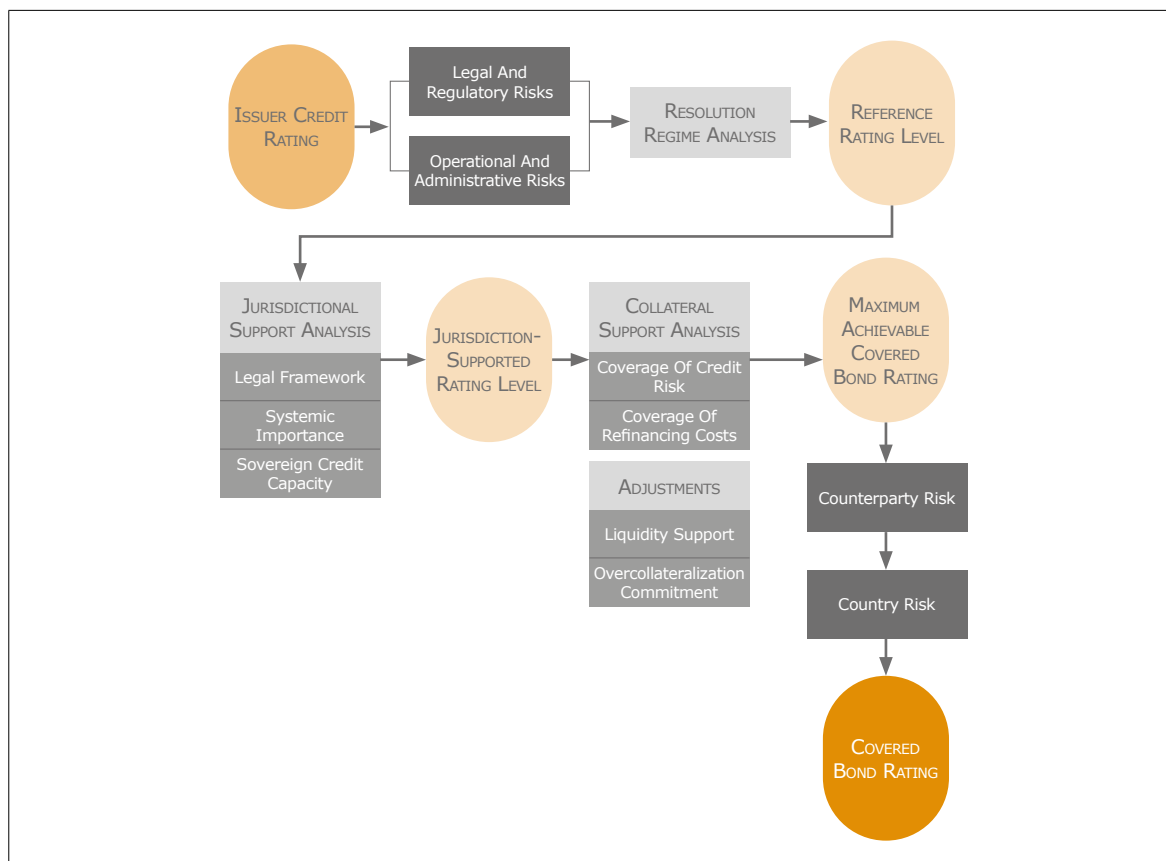 Issuer Credit
Rating
Legal And
Regulatory Risks
Operational And
Administrative Risks
Resolution
Regime Analysis
Reference
Rating Level
Jurisdictional
Support Analysis
Legal Framework
Systemic
Importance
Sovereign Credit
Capacity
Jurisdiction-
Supported
Rating Level
Collateral
Support Analysis
Coverage Of Credit
Risk
Coverage Of
Refinancing Costs
Adjustments
Liquidity Support
Overcollateralization
Commitment
Maximum
Achievable
Covered
Bond Rating
Counterparty Risk
Country Risk
Covered
Bond Rating